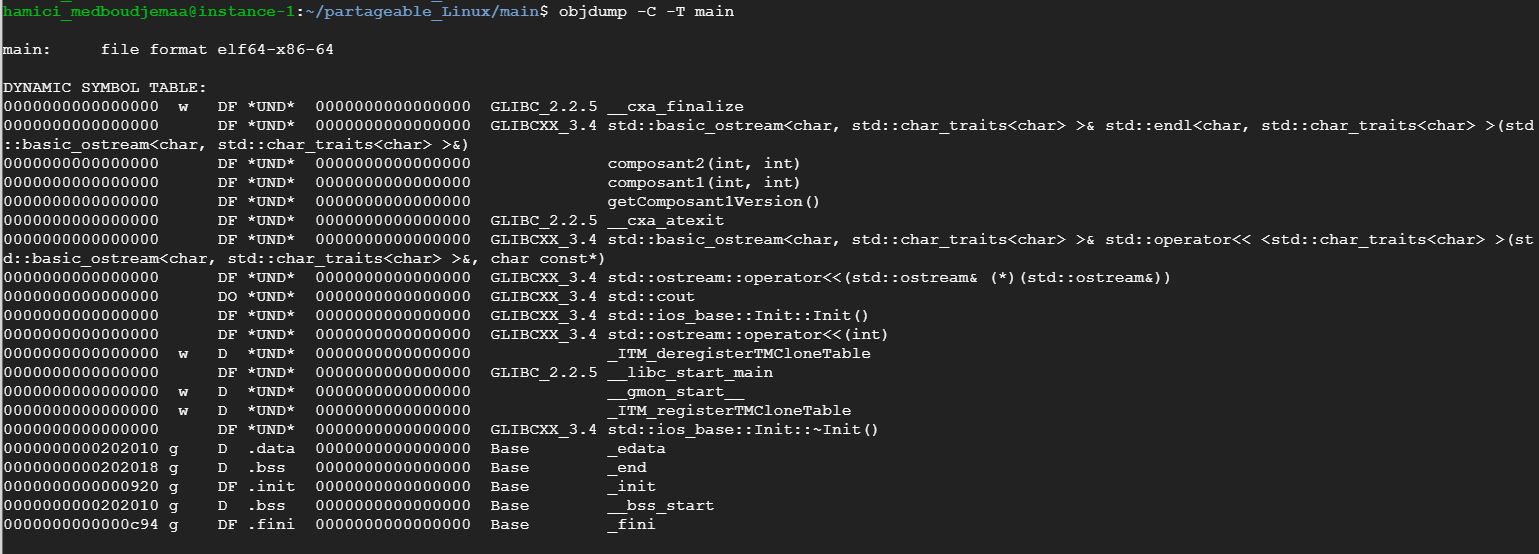 hamici_medboudjemaa@instance-1:~/partageable_Linux/main$ objdump -C -T main
main:     file format elf64-x86-64
DYNAMIC SYMBOL TABLE:
0000000000000000  w   DF *UND*  0000000000000000  GLIBC_2.2.5 __cxa_finalize
0000000000000000      DF *UND*  0000000000000000  GLIBCXX_3.4 std::basic_ostream<char, std::char_traits<char> >& std::endl<char, std::char_traits<char> >(std
::basic_ostream<char, std::char_traits<char> >&)
0000000000000000      DF *UND*  0000000000000000              composant2(int, int)
0000000000000000      DF *UND*  0000000000000000              composant1(int, int)
0000000000000000      DF *UND*  0000000000000000              getComposant1Version()
0000000000000000      DF *UND*  0000000000000000  GLIBC_2.2.5 __cxa_atexit
0000000000000000      DF *UND*  0000000000000000  GLIBCXX_3.4 std::basic_ostream<char, std::char_traits<char> >& std::operator<< <std::char_traits<char> >(st
d::basic_ostream<char, std::char_traits<char> >&, char const*)
0000000000000000      DF *UND*  0000000000000000  GLIBCXX_3.4 std::ostream::operator<<(std::ostream& (*)(std::ostream&))
0000000000000000      DO *UND*  0000000000000000  GLIBCXX_3.4 std::cout
0000000000000000      DF *UND*  0000000000000000  GLIBCXX_3.4 std::ios_base::Init::Init()
0000000000000000      DF *UND*  0000000000000000  GLIBCXX_3.4 std::ostream::operator<<(int)
0000000000000000  w   D  *UND*  0000000000000000              _ITM_deregisterTMCloneTable
0000000000000000      DF *UND*  0000000000000000  GLIBC_2.2.5 __libc_start_main
0000000000000000  w   D  *UND*  0000000000000000              __gmon_start__
0000000000000000  w   D  *UND*  0000000000000000              _ITM_registerTMCloneTable
0000000000000000      DF *UND*  0000000000000000  GLIBCXX_3.4 std::ios_base::Init::~Init()
0000000000202010 g    D  .data  0000000000000000  Base        _edata
0000000000202018 g    D  .bss   0000000000000000  Base        _end
0000000000000920 g    DF .init  0000000000000000  Base        _init
0000000000202010 g    D  .bss   0000000000000000  Base        __bss_start
0000000000000c94 g    DF .fini  0000000000000000  Base        _fini